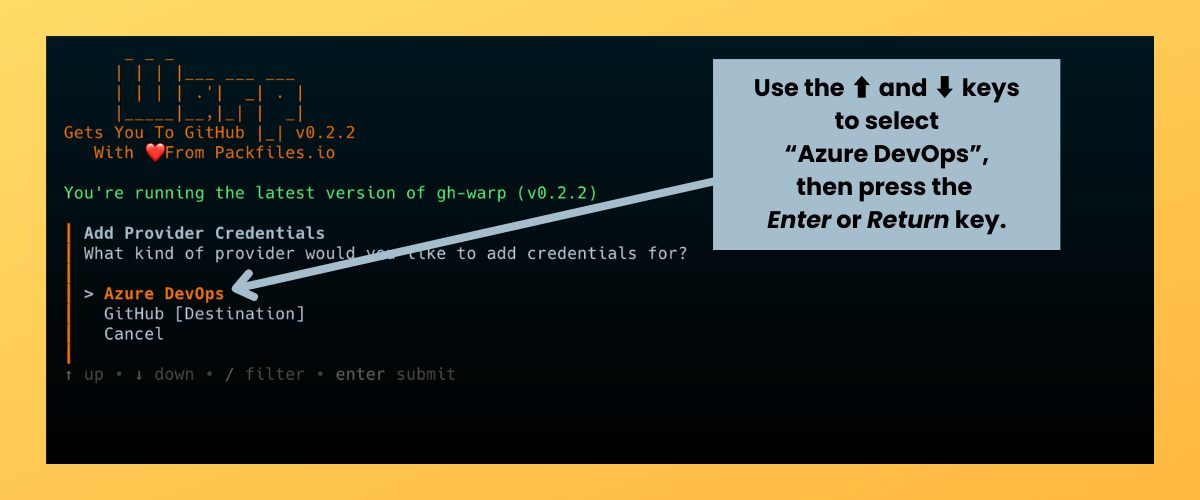 Warp
Gets You To GitHub |_| v0.2.2
With ❤️From Packfiles.io
You're running the latest version of gh-warp (v0.2.2)
Add Provider Credentials
What kind of provider would you like to add credentials for?
> Azure DevOps
GitHub [Destination]
Cancel
↑ up • ↓ down • / filter • enter submit
Use the ⬆ and ⬇ keys
to select
“Azure DevOps”,
then press the
Enter or Return key.